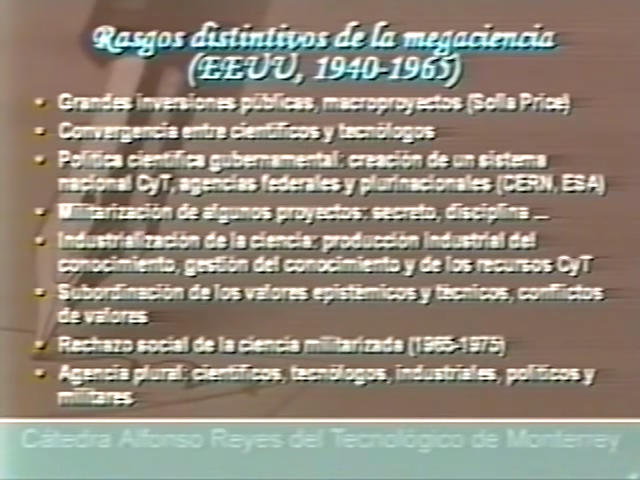 Rasgos distintivos de la megaciencia
(EEUU, 1940-1965)
• Grandes inversiones públicas, macroproyectos (Solla Price)
• Convergencia entre científicos y tecnólogos
• Política científica gubernamental: creación de un sistema
nacional CyT, agencias federales y plurinacionales (CERN, ESA)
• Militarización de algunos proyectos: secreto, disciplina ...
• Industrialización de la ciencia: producción industrial del
conocimiento, gestión del conocimiento y de los recursos CyT
• Subordinación de los valores epistémicos y técnicos, conflictos
de valores
• Rechazo social de la ciencia militarizada (1965-1975)
• Agencia plural: científicos, tecnólogos, industriales, políticos y
militares
Cátedra Alfonso Reyes del Tecnológico de Monterrey